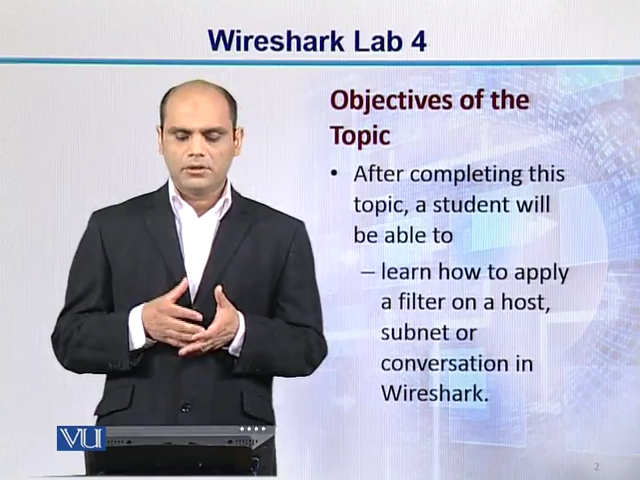 Wireshark Lab 4
Objectives of the
Topic
• After completing this
topic, a student will
be able to
– learn how to apply
a filter on a host,
subnet or
conversation in
Wireshark.
VU
2